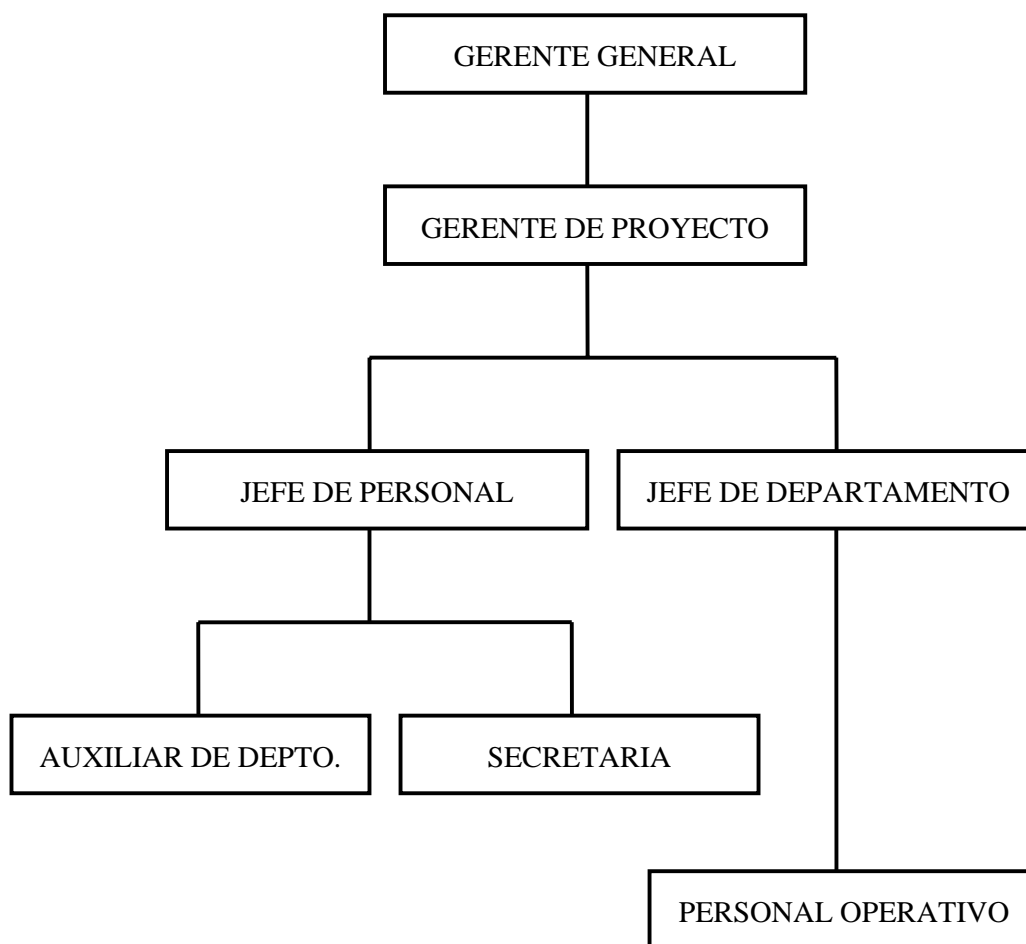 GERENTE GENERAL
GERENTE DE PROYECTO
JEFE DE PERSONAL
JEFE DE DEPARTAMENTO
AUXILIAR DE DEPTO.
SECRETARIA
PERSONAL OPERATIVO